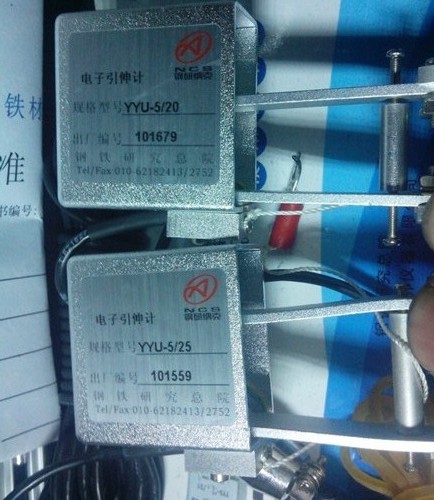 NCS
钢研纳克
电子引伸计
规格型号 YYU-5/20
出厂编号 101679
钢铁研究总院
Tel/Fax:010-62182413/2752
NCS
钢研纳克
电子引伸计
规格型号 YYU-5/25
出厂编号 101559
钢铁研究总院
Tel/Fax:010-62182413/2752
铁
准
书编号: